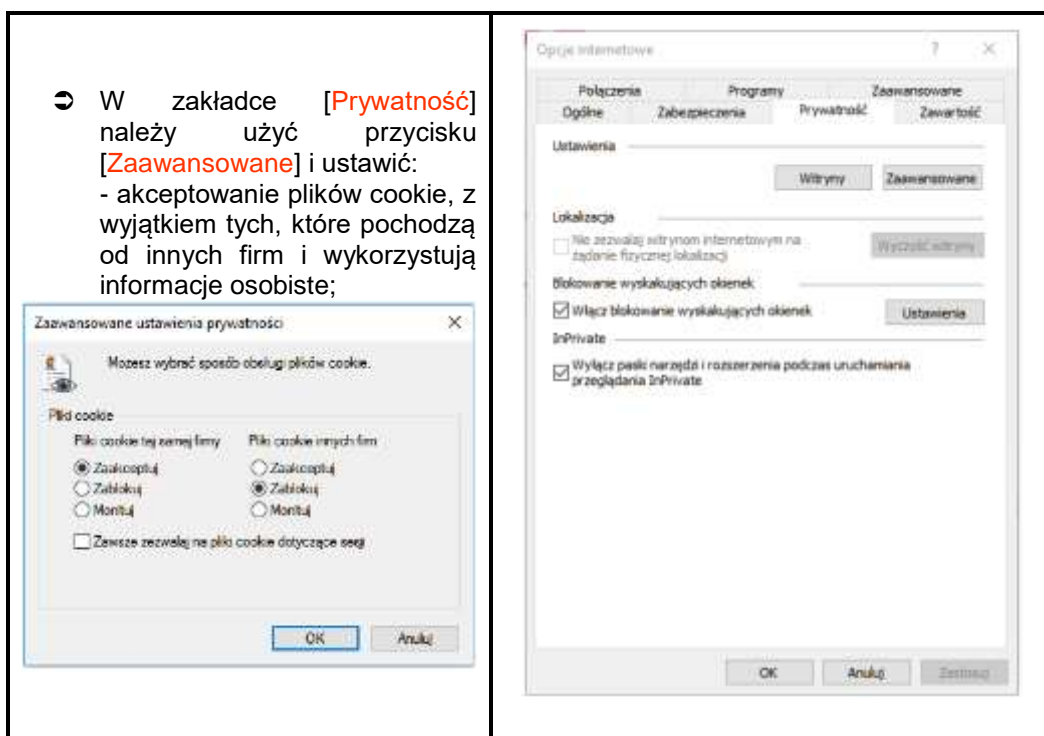 ➲ W zakładce [Prywatność]
należy użyć przycisku
[Zaawansowane] i ustawić:
- akceptowanie plików cookie, z
wyjątkiem tych, które pochodzą
od innych firm i wykorzystują
informacje osobiste;
Zaawansowane ustawienia prywatności
Możesz wybrać sposób obsługi plików cookie.
Pliki cookie
Pliki cookie tej samej firmy Pliki cookie innych firm
Zaakceptuj Zaakceptuj
Zablokuj Zablokuj
Monituj Monituj
Zawsze zezwalaj na pliki cookie dotyczące sesji
OK Anuluj
Opcje internetowe ?
Połączenia Programy Zaawansowane
Ogólne Zabezpieczenia Prywatność Zawartość
Ustawienia
Witryny Zaawansowane
Lokalizacja
Nie zezwalaj witrynom internetowym na
żądanie fizycznej lokalizacji
Wyczyść witryny
Blokowanie wyskakujących okienek
Włącz blokowanie wyskakujących okienek Ustawienia
InPrivate
Wyłącz paski narzędzi i rozszerzenia podczas uruchamiania
przeglądania InPrivate
OK Anuluj Zastosuj